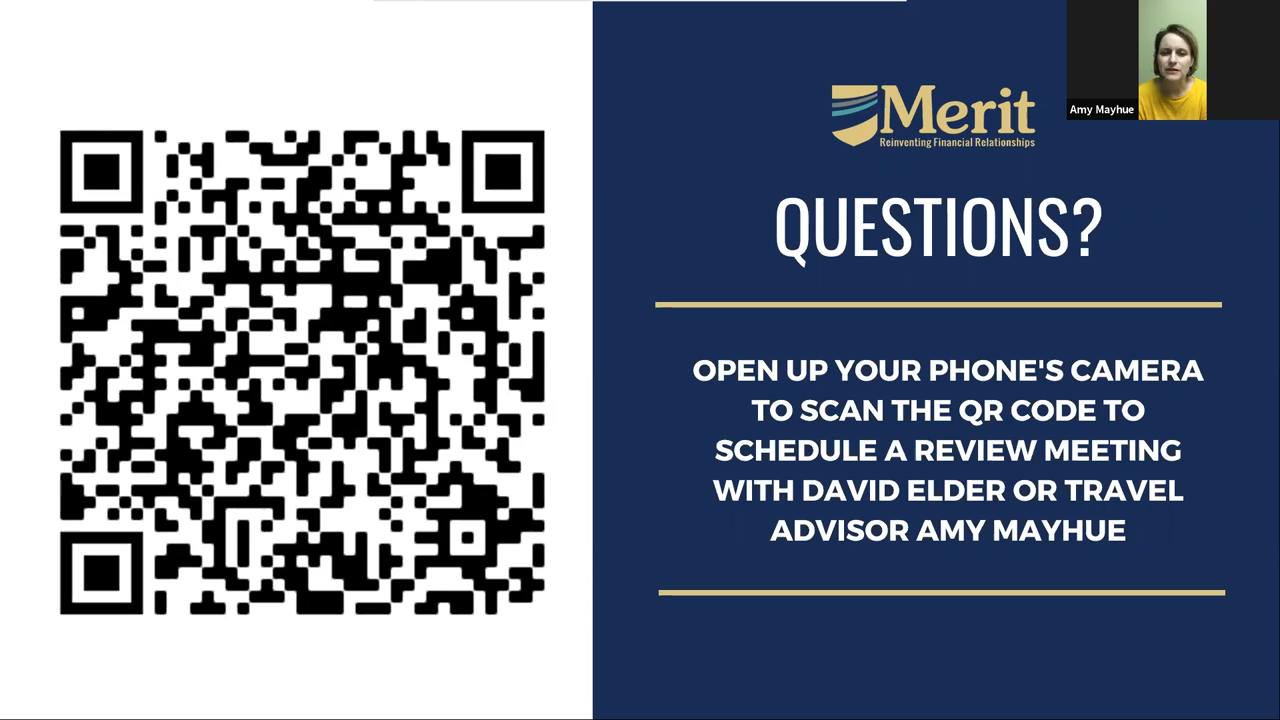 Merit
Reinventing Financial Relationships
Amy Mayhue
QUESTIONS?
OPEN UP YOUR PHONE'S CAMERA
TO SCAN THE QR CODE TO
SCHEDULE A REVIEW MEETING
WITH DAVID ELDER OR TRAVEL
ADVISOR AMY MAYHUE